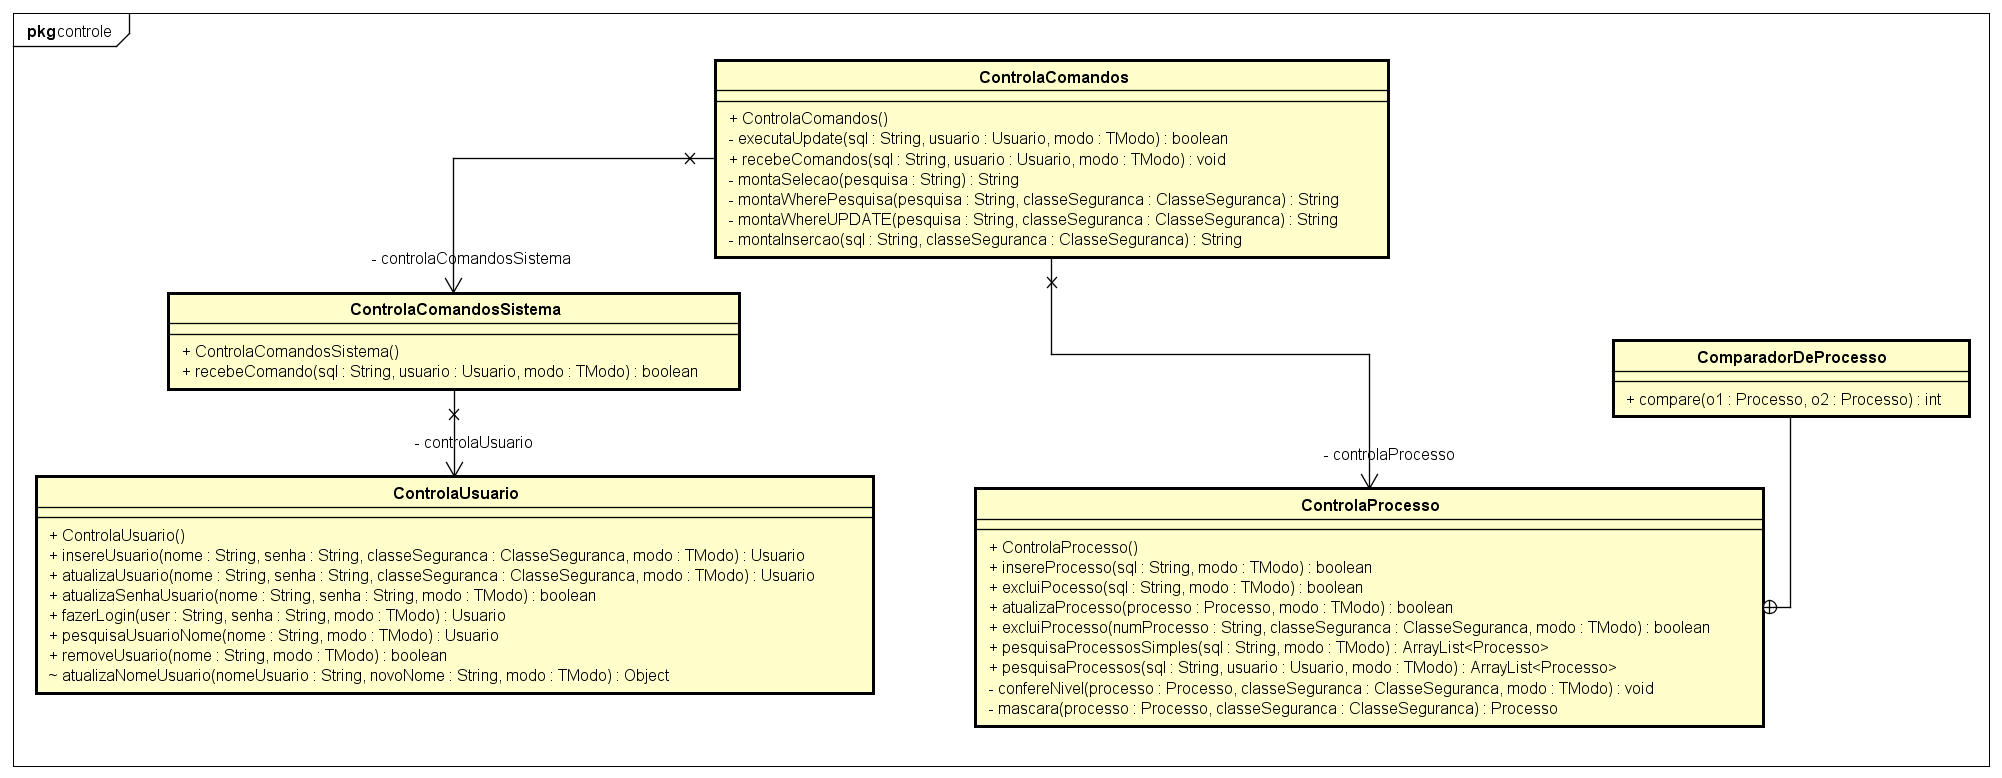 pkg controle
ControlaComandos
+ ControlaComandos()
- executaUpdate(sql : String, usuario : Usuario, modo : TModo) : boolean
+ recebeComandos(sql : String, usuario : Usuario, modo : TModo) : void
- montaSelecao(pesquisa : String) : String
- montaWherePesquisa(pesquisa : String, classeSeguranca : ClasseSeguranca) : String
- montaWhereUPDATE(pesquisa : String, classeSeguranca : ClasseSeguranca) : String
- montaInsercao(sql : String, classeSeguranca : ClasseSeguranca) : String
- controlaComandosSistema
ControlaComandosSistema
+ ControlaComandosSistema()
+ recebeComando(sql : String, usuario : Usuario, modo : TModo) : boolean
ComparadorDeProcesso
+ compare(o1 : Processo, o2 : Processo) : int
- controlaUsuario
- controlaProcesso
ControlaUsuario
+ ControlaUsuario()
+ insereUsuario(nome : String, senha : String, classeSeguranca : ClasseSeguranca, modo : TModo) : Usuario
+ atualizaUsuario(nome : String, senha : String, classeSeguranca : ClasseSeguranca, modo : TModo) : Usuario
+ atualizaSenhaUsuario(nome : String, senha : String, modo : TModo) : boolean
+ fazerLogin(user : String, senha : String, modo : TModo) : Usuario
+ pesquisaUsuarioNome(nome : String, modo : TModo) : Usuario
+ removeUsuario(nome : String, modo : TModo) : boolean
~ atualizaNomeUsuario(nomeUsuario : String, novoNome : String, modo : TModo) : Object
ControlaProcesso
+ ControlaProcesso()
+ insereProcesso(sql : String, modo : TModo) : boolean
+ excluiPocesso(sql : String, modo : TModo) : boolean
+ atualizaProcesso(processo : Processo, modo : TModo) : boolean
+ excluiProcesso(numProcesso : String, classeSeguranca : ClasseSeguranca, modo : TModo) : boolean
+ pesquisaProcessosSimples(sql : String, modo : TModo) : ArrayList<Processo>
+ pesquisaProcessos(sql : String, usuario : Usuario, modo : TModo) : ArrayList<Processo>
- confereNivel(processo : Processo, classeSeguranca : ClasseSeguranca, modo : TModo) : void
- mascara(processo : Processo, classeSeguranca : ClasseSeguranca) : Processo